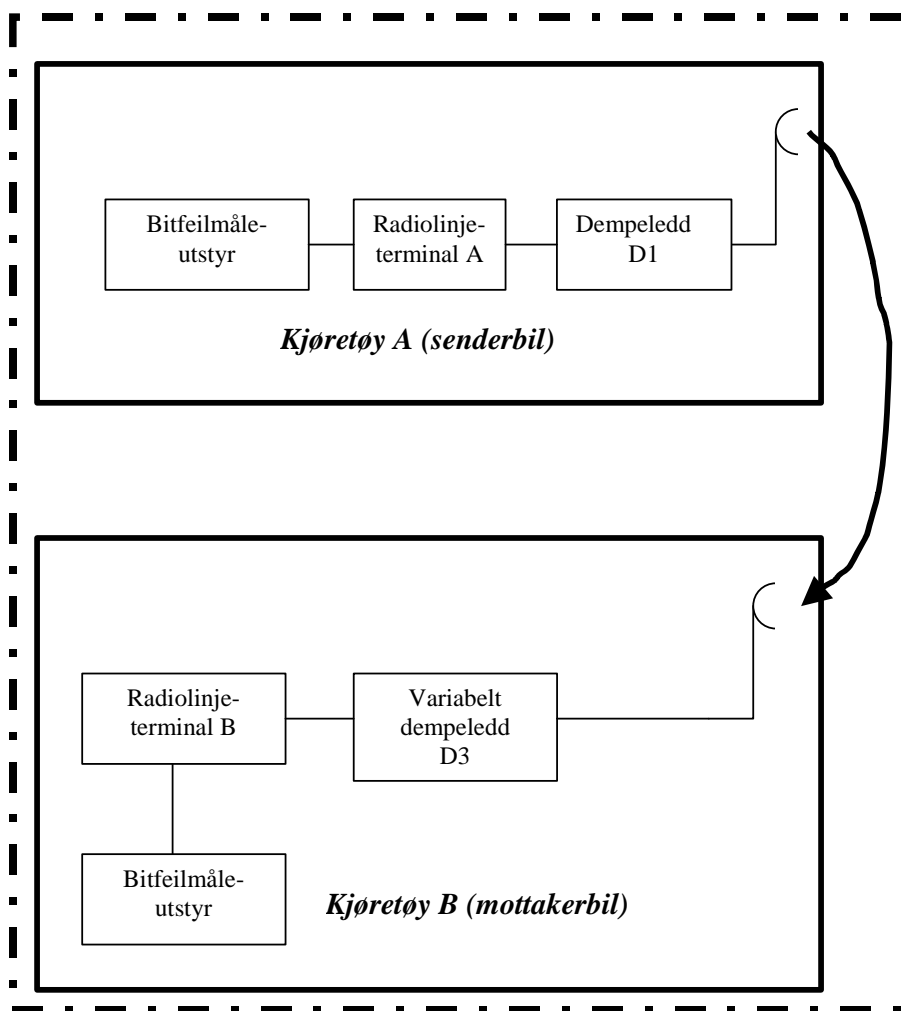 Bitfeilmåle-
utstyr
Radiolinje-
terminal A
Dempeledd
D1
Kjøretøy A (senderbil)
Radiolinje-
terminal B
Variabelt
dempeledd
D3
Bitfeilmåle-
utstyr
Kjøretøy B (mottakerbil)